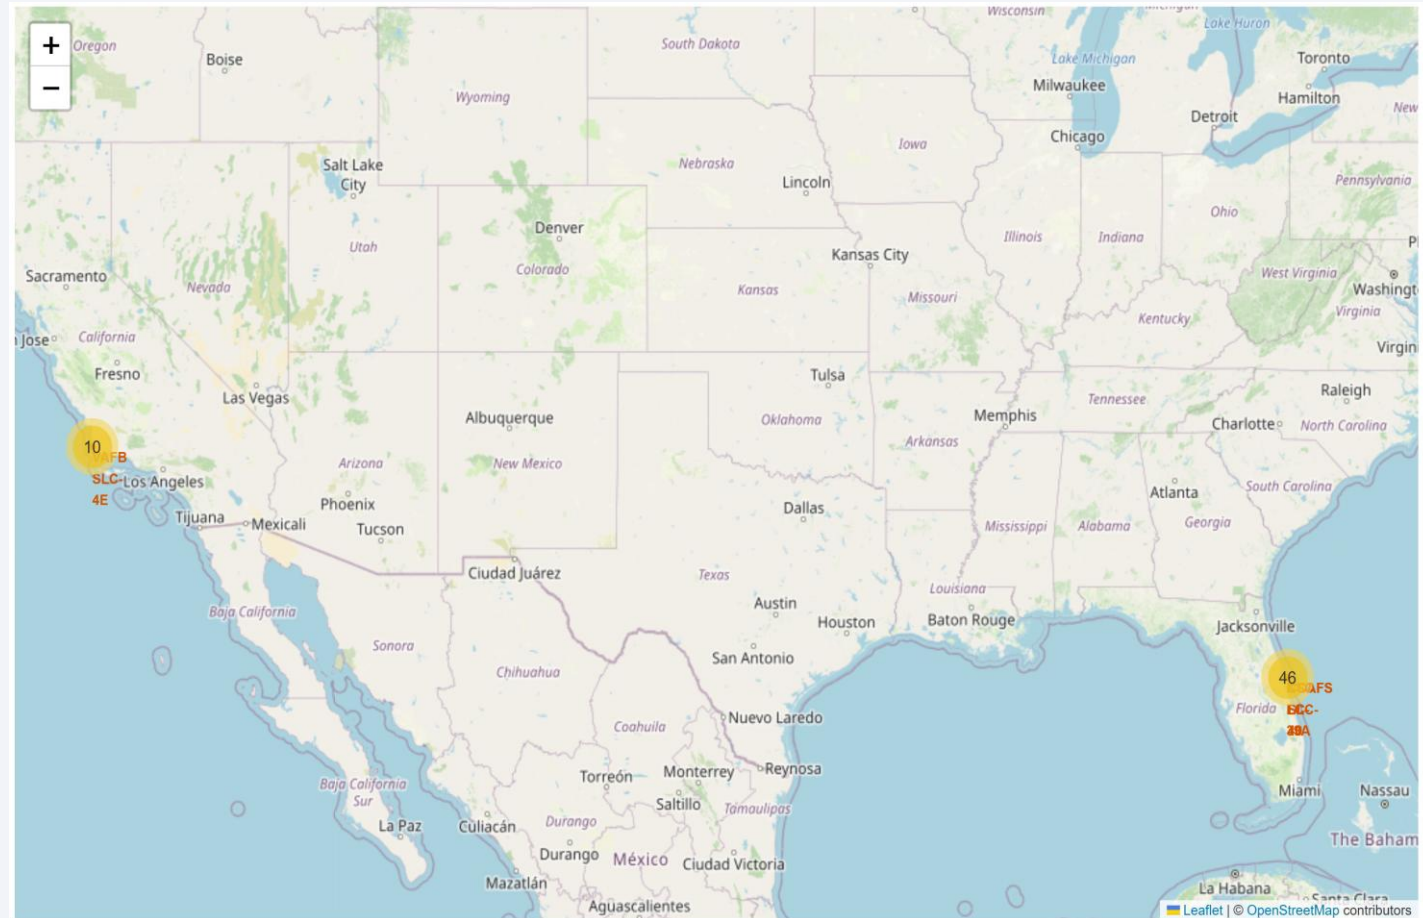 +
−
Oregon
Boise
South Dakota
Wisconsin
Lake Huron
Lake Michigan
Toronto
Wyoming
Milwaukee
Hamilton
New
Detroit
Chicago
Iowa
Salt Lake
City
Nebraska
Lincoln
Pennsylvania
Ohio
Denver
Illinois
Indiana
Utah
Kansas City
Sacramento
Colorado
West Virginia
Nevada
Kansas
Missouri
Washingt
Virginia
Kentucky
California
Jose
Virgin
Fresno
Tulsa
Las Vegas
Raleigh
Tennessee
Albuquerque
Oklahoma
Memphis
Charlotte
North Carolina
10
AFB
SLC-
4E
Arkansas
Arizona
New Mexico
Los Angeles
South Carolina
Atlanta
Phoenix
Dallas
Tijuana
Mexicali
Tucson
Mississippi
Alabama
Georgia
Ciudad Juárez
Texas
Louisiana
Baja California
Austin
Houston
Baton Rouge
Jacksonville
Sonora
San Antonio
Chihuahua
46
AFS
Florida
Nuevo Laredo
Coahuila
Torreón
Monterrey
Reynosa
Baja California
Sur
Miami
Nassau
Saltillo
Tamaulipas
La Paz
Culiacán
Durango
Durango
México
Ciudad Victoria
The Baham
Mazatlán
La Habana
Santa Clara
Aguascalientes
Leaflet | © OpenStreetMap contributors